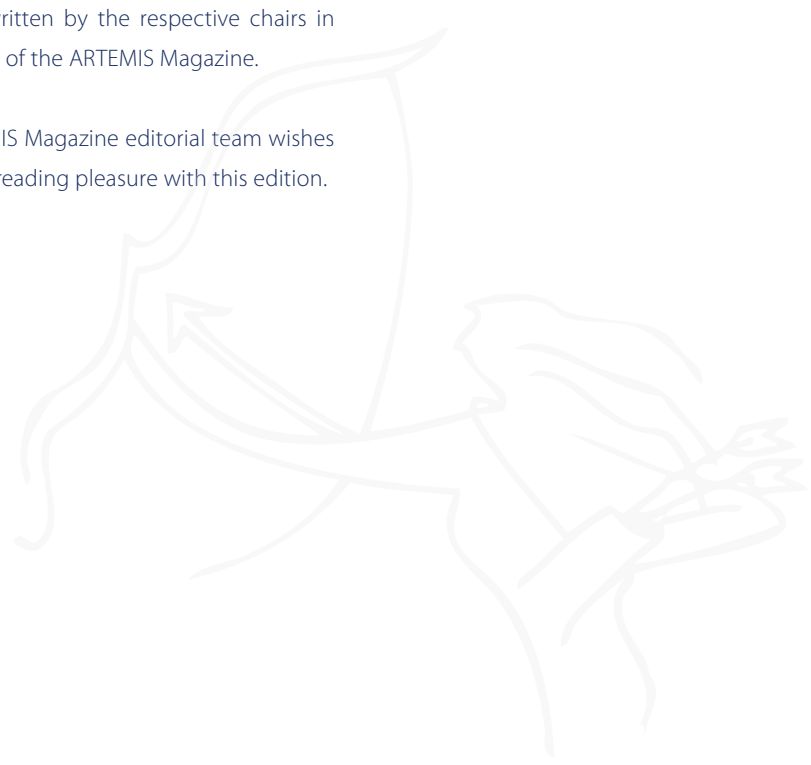 ritten by the respective chairs in
of the ARTEMIS Magazine.
IS Magazine editorial team wishes
reading pleasure with this edition.